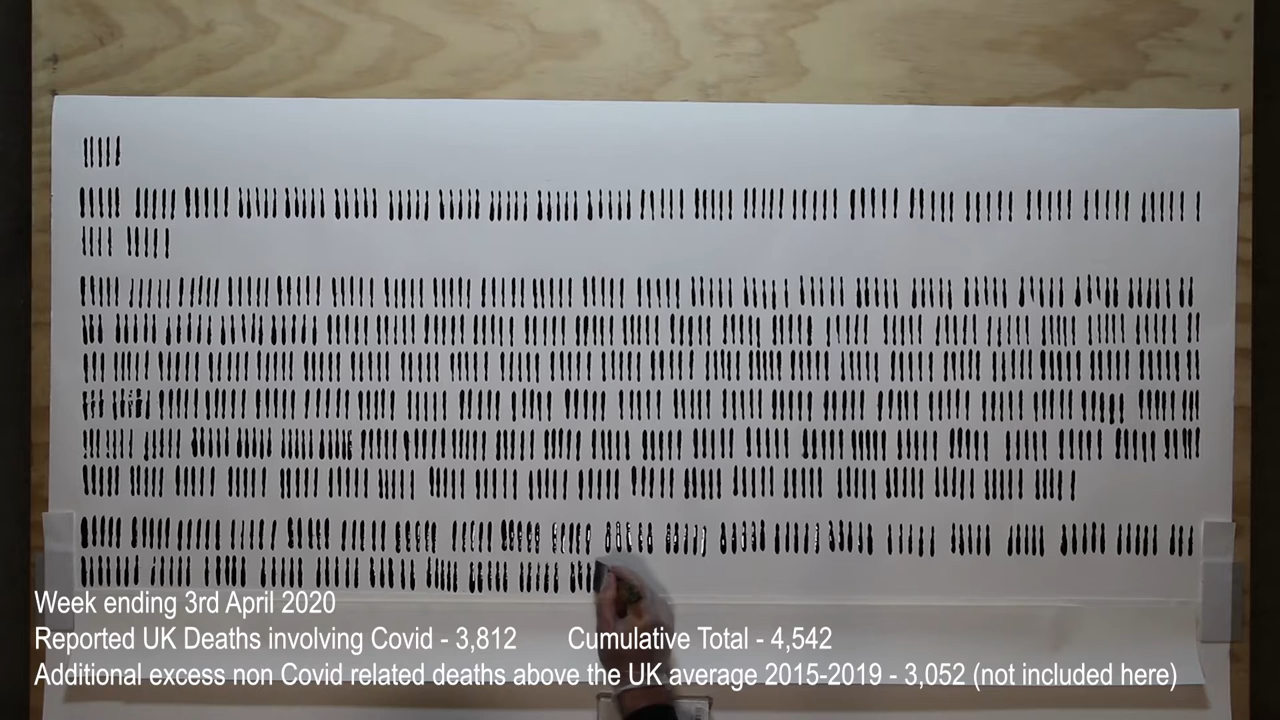 Week ending 3rd April 2020
Reported UK Deaths involving Covid - 3,812 Cumulative Total - 4,542
Additional excess non Covid related deaths above the UK average 2015-2019 - 3,052 (not included here)